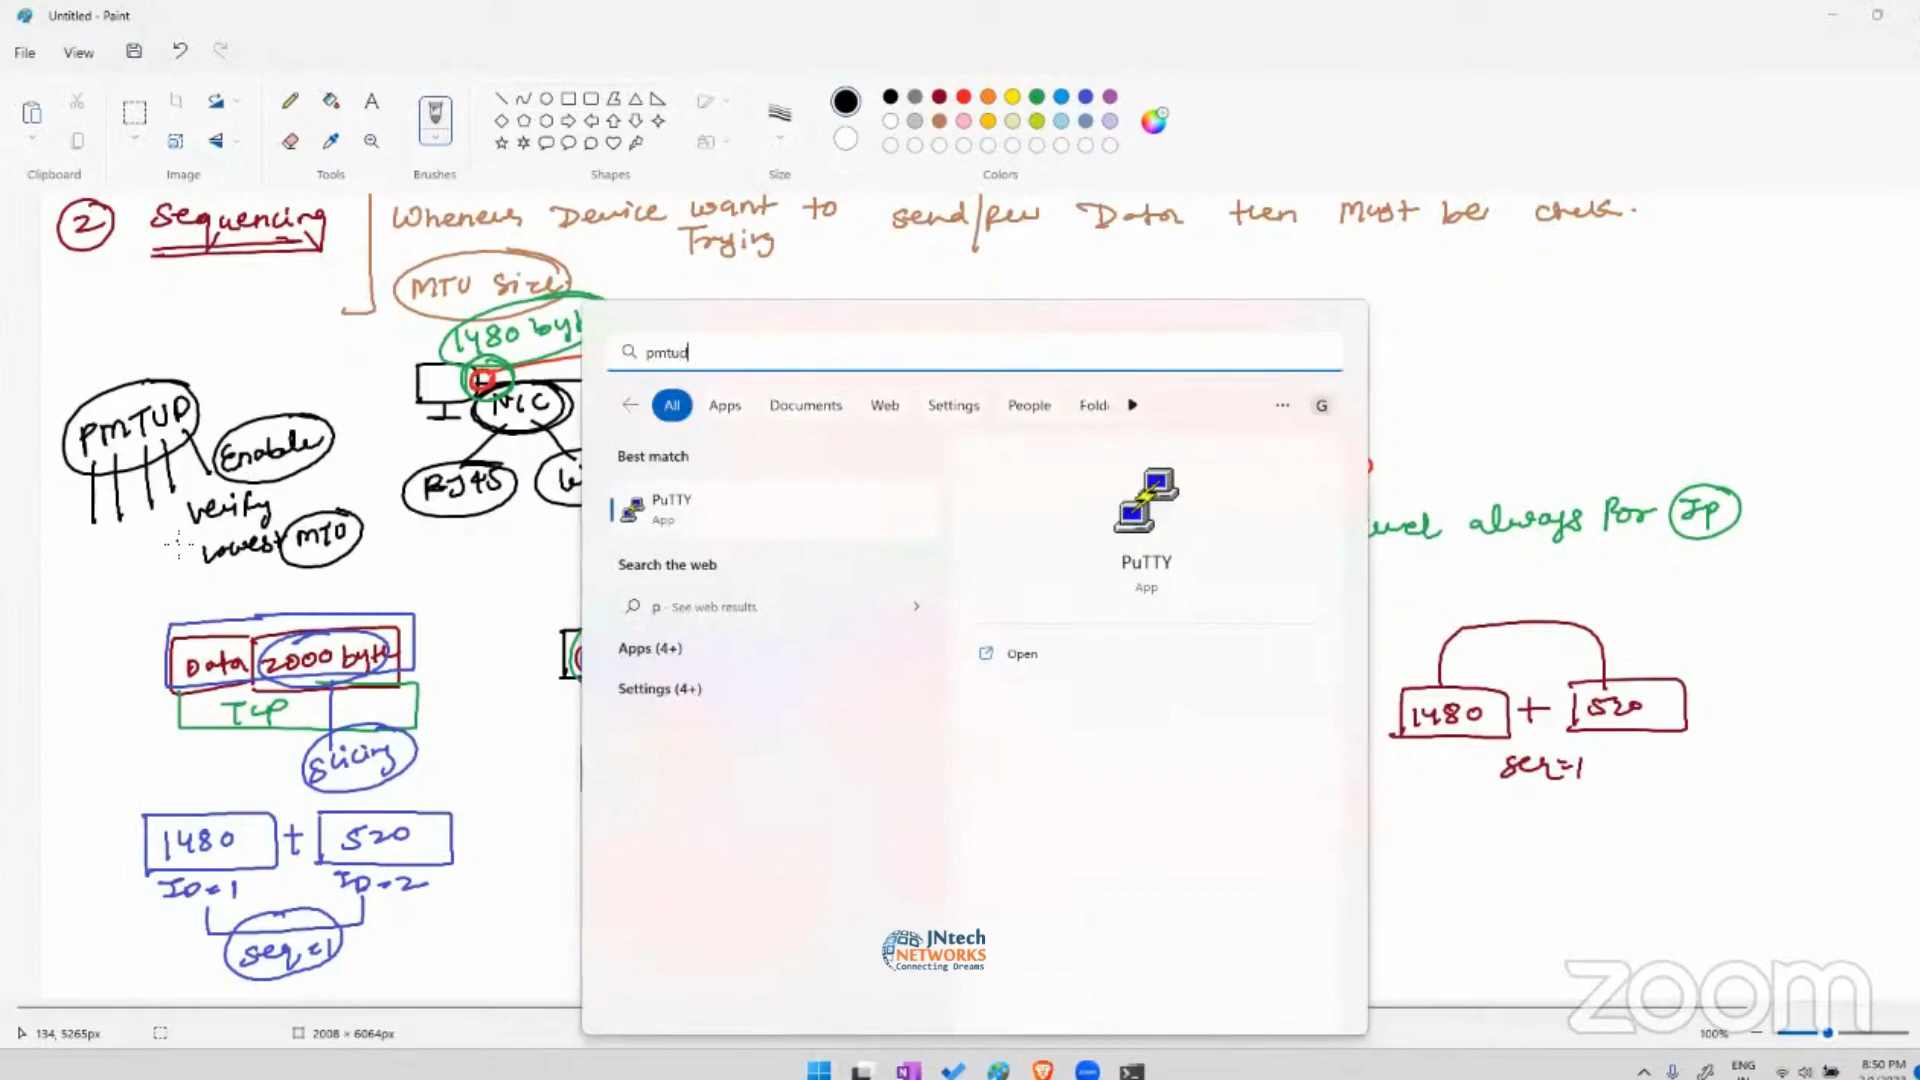 Untitled - Paint
File
View
Clipboard
Image
Tools
Brushes
Shapes
Size
Colors
2
Sequencing
Whenever Device want to send/rev Data then Must be check.
Trying
MTU Size
1480 byt
NIC
RJ45
PMTUD
Enable
Verify
Lowest MTU
always for Ip
Data 2000 byte
Tcp
slicing
1480 + 520
ID=1 ID=2
seq=1
1480 + 520
seq=1
pmtud
All
Apps
Documents
Web
Settings
People
Fold
G
Best match
PuTTY
App
Search the web
p - See web results
Apps (4+)
Settings (4+)
PuTTY
App
Open
JNtech
NETWORKS
Connecting Dreams
zoom
134, 5265px
2008 × 6064px
100%
ENG
8:50 PM